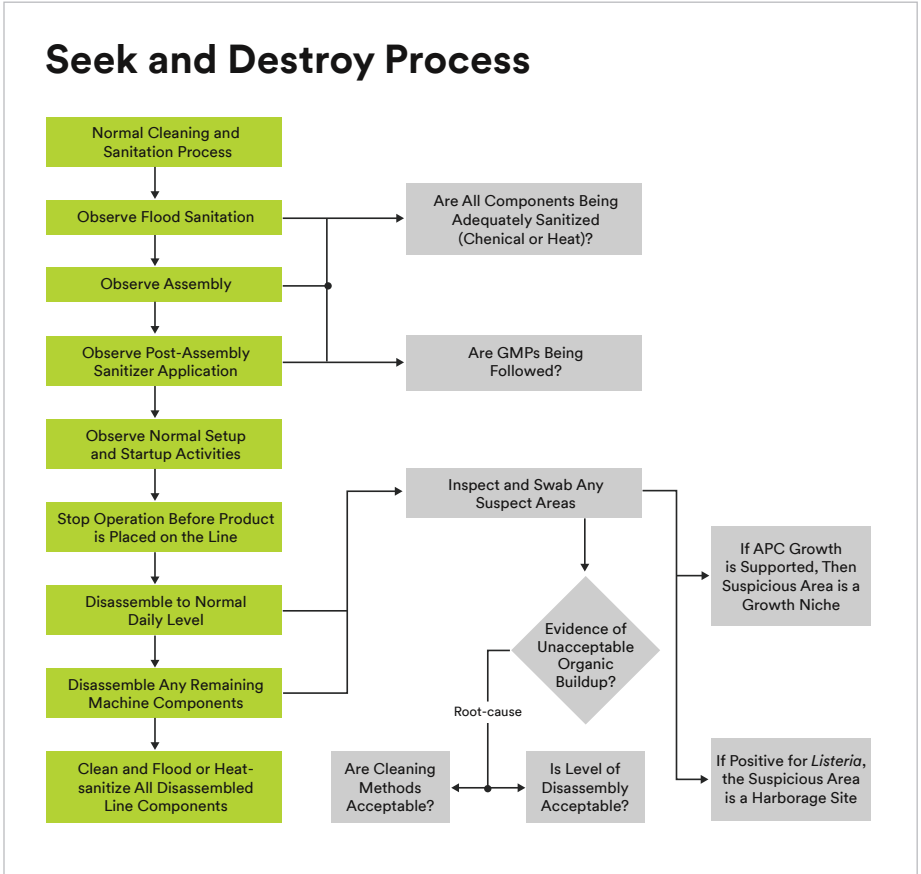 Seek and Destroy Process
Normal Cleaning and
Sanitation Process
Observe Flood Sanitation
Observe Assembly
Observe Post-Assembly
Sanitizer Application
Observe Normal Setup
and Startup Activities
Stop Operation Before Product
is Placed on the Line
Disassemble to Normal
Daily Level
Disassemble Any Remaining
Machine Components
Clean and Flood or Heat-
sanitize All Disassembled
Line Components
Are All Components Being
Adequately Sanitized
(Chemical or Heat)?
Are GMPs Being
Followed?
Inspect and Swab Any
Suspect Areas
Evidence of
Unacceptable
Organic
Buildup?
Root-cause
Are Cleaning
Methods
Acceptable?
Is Level of
Disassembly
Acceptable?
If APC Growth
is Supported, Then
Suspicious Area is a
Growth Niche
If Positive for Listeria,
the Suspicious Area
is a Harborage Site